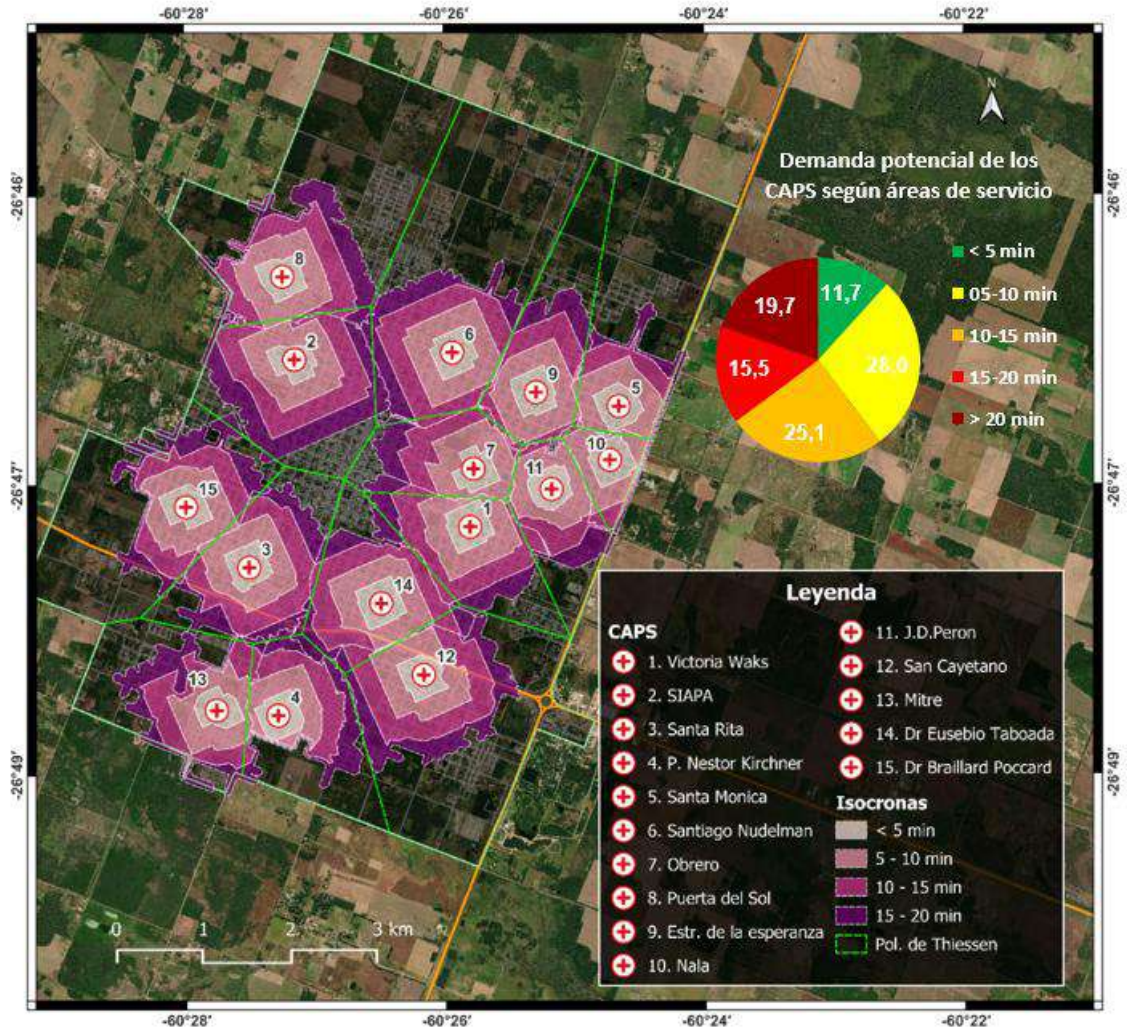 -60°28' -60°26' -60°24' -60°22'
N
Demanda potencial de los
CAPS según áreas de servicio
< 5 min
05-10 min
10-15 min
15-20 min
> 20 min
11,7
28,0
25,1
15,5
19,7
-26°46'
-26°47'
-26°49'
-26°46'
-26°47'
-26°49'
8
2
6
9
5
7
10
11
15
1
3
14
12
13
4
0 1 2 3 km
Leyenda
CAPS
1. Victoria Waks
2. SIAPA
3. Santa Rita
4. P. Nestor Kirchner
5. Santa Monica
6. Santiago Nudelman
7. Obrero
8. Puerta del Sol
9. Estr. de la esperanza
10. Nala
11. J.D.Peron
12. San Cayetano
13. Mitre
14. Dr Eusebio Taboada
15. Dr Braillard Poccard
Isocronas
< 5 min
5 - 10 min
10 - 15 min
15 - 20 min
Pol. de Thiessen
-60°28' -60°26' -60°24' -60°22'